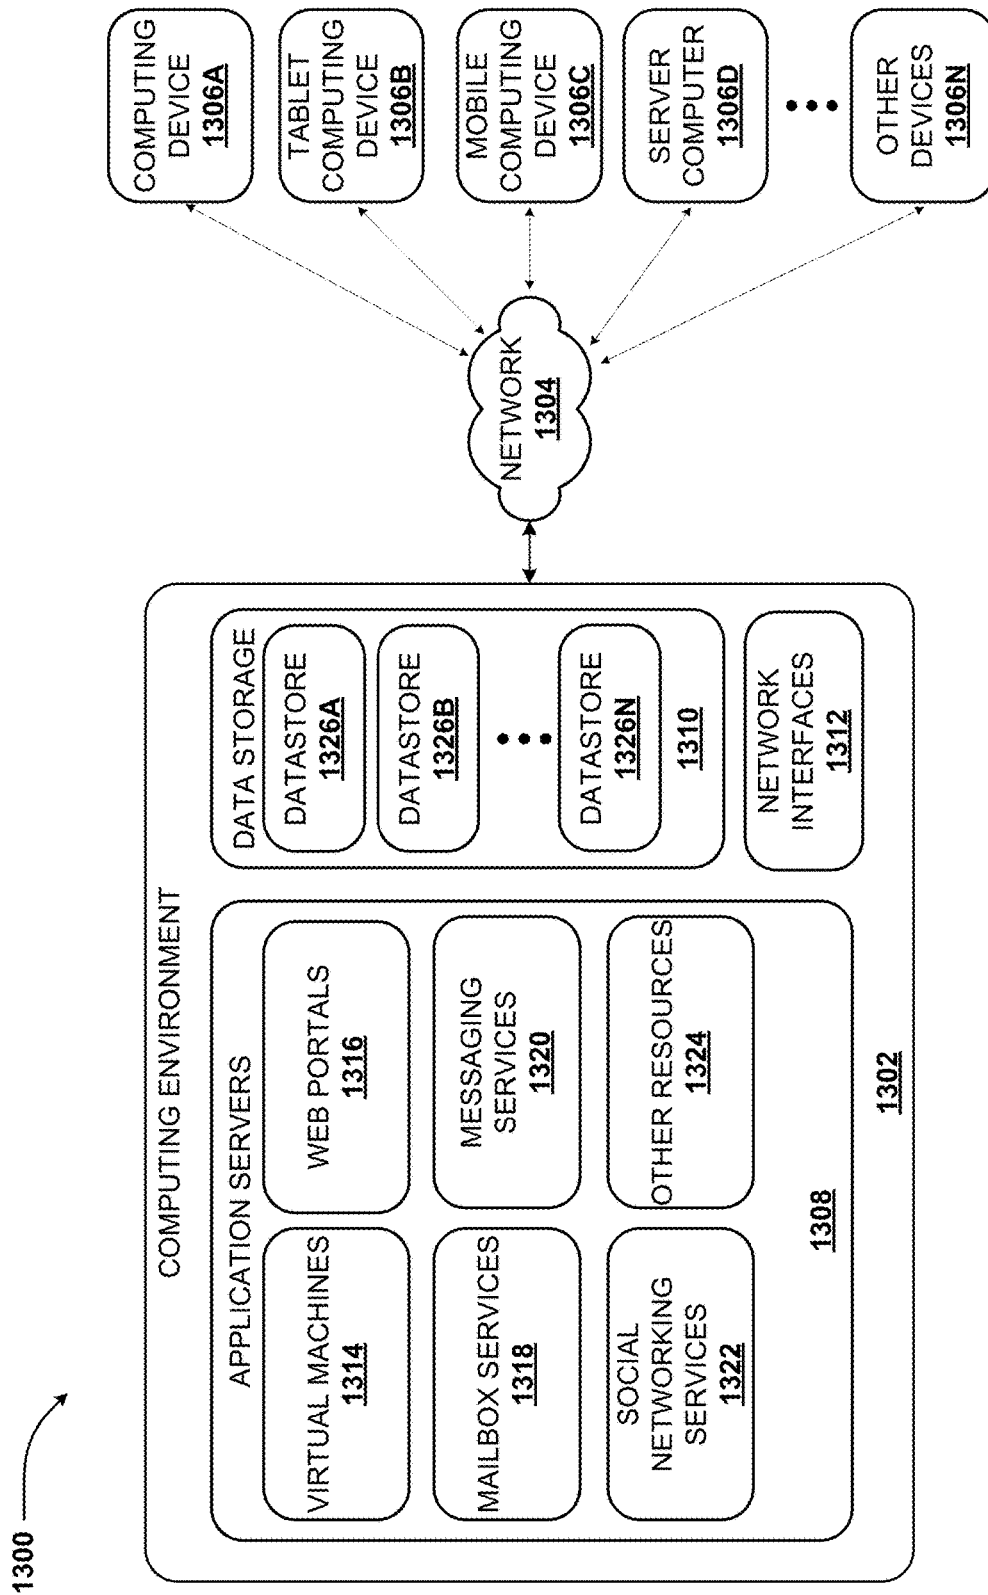 1300
COMPUTING ENVIRONMENT
APPLICATION SERVERS
VIRTUAL MACHINES
1314
WEB PORTALS
1316
MAILBOX SERVICES
1318
MESSAGING
SERVICES
1320
SOCIAL
NETWORKING
SERVICES
1322
OTHER RESOURCES
1324
1308
DATA STORAGE
DATASTORE
1326A
DATASTORE
1326B
DATASTORE
1326N
1310
NETWORK
INTERFACES
1312
1302
NETWORK
1304
COMPUTING
DEVICE
1306A
TABLET
COMPUTING
DEVICE
1306B
MOBILE
COMPUTING
DEVICE
1306C
SERVER
COMPUTER
1306D
OTHER
DEVICES
1306N